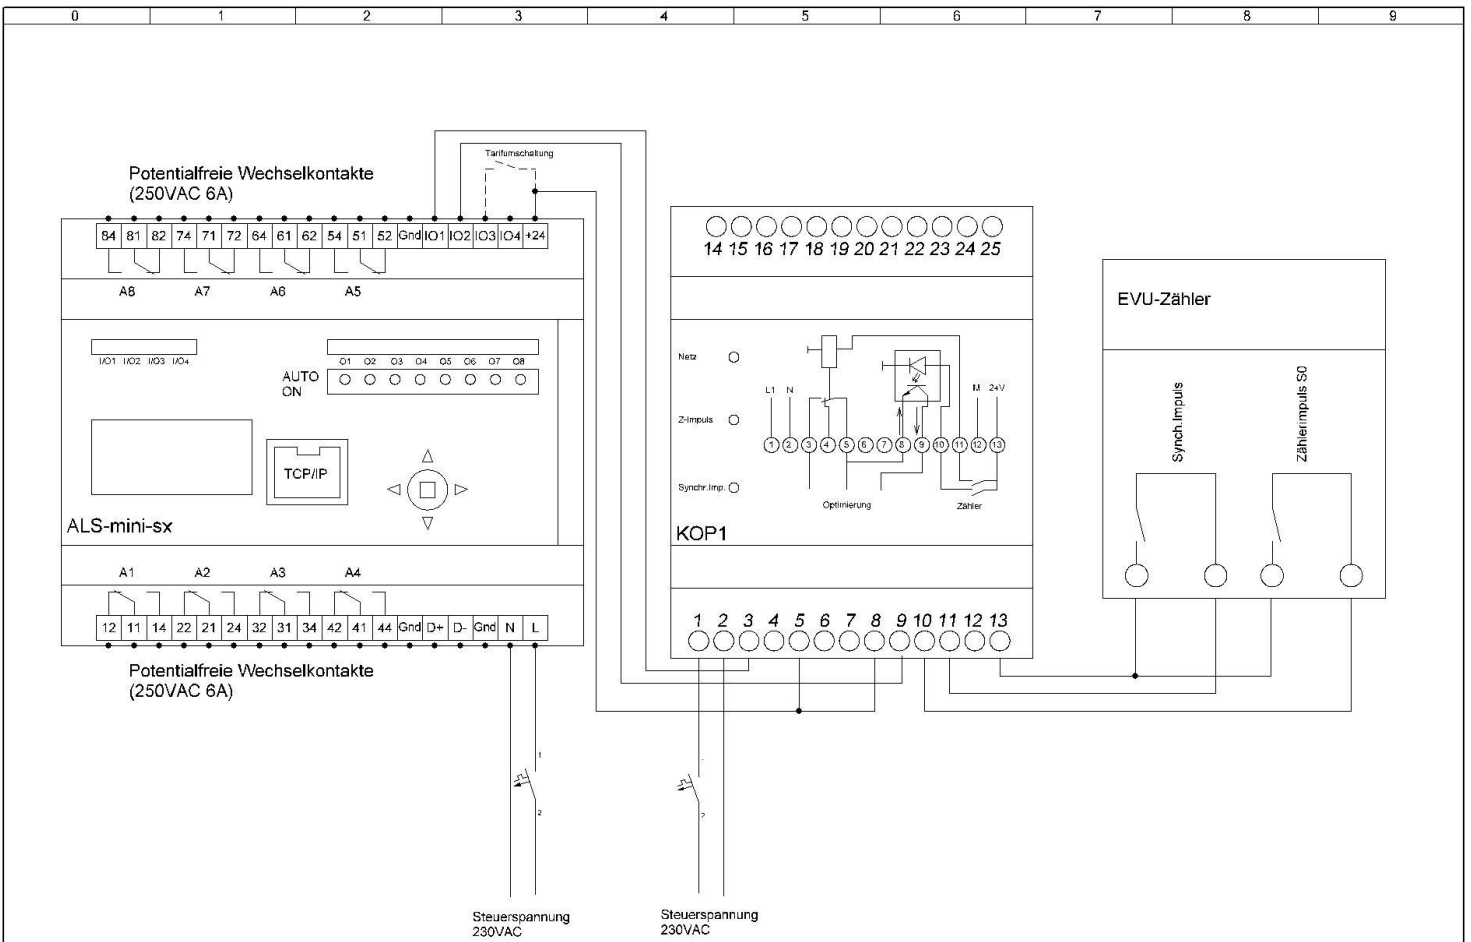 0 1 2 3 4 5 6 7 8 9
Tarifumschaltung
Potentialfreie Wechselkontakte
(250VAC 6A)
84 81 82 74 71 72 64 61 62 54 51 52 Gnd IO1 IO2 IO3 IO4 +24
A8 A7 A6 A5
I/O1 I/O2 I/O3 I/O4
O1 O2 O3 O4 O5 O6 O7 O8
AUTO
ON
TCP/IP
ALS-mini-sx
A1 A2 A3 A4
12 11 14 22 21 24 32 31 34 42 41 44 Gnd D+ D- Gnd N L
Potentialfreie Wechselkontakte
(250VAC 6A)
1
2
Steuerspannung
230VAC
14 15 16 17 18 19 20 21 22 23 24 25
Netz
Z-Impuls
Synchr.Imp.
L1 N M 24V
1 2 3 4 5 6 7 8 9 10 11 12 13
Optimierung Zähler
KOP1
1 2 3 4 5 6 7 8 9 10 11 12 13
2
Steuerspannung
230VAC
EVU-Zähler
Synch.Impuls
Zählerimpuls S0